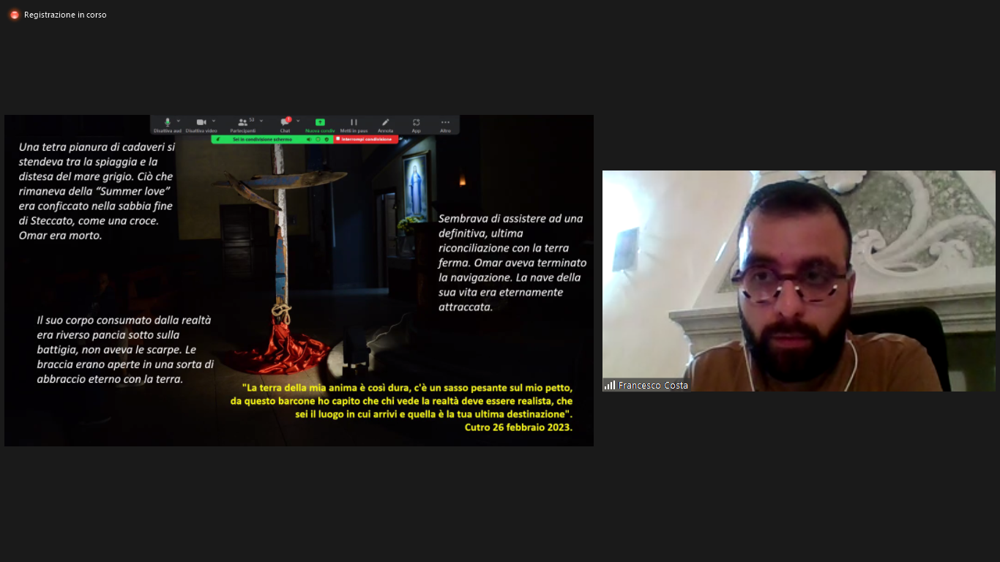 Registrazione in corso
53
1
Disattiva aud
Disattiva video
Partecipanti
Chat
Nuova condiv
Metti in paus
Annota
App
Altro
Sei in condivisione schermo
Interrompi condivisione
Una tetra pianura di cadaveri si
stendeva tra la spiaggia e la
distesa del mare grigio. Ciò che
rimaneva della “Summer love”
era conficcato nella sabbia fine
di Steccato, come una croce.
Omar era morto.
Sembrava di assistere ad una
definitiva, ultima
riconciliazione con la terra
ferma. Omar aveva terminato
la navigazione. La nave della
sua vita era eternamente
attraccata.
Il suo corpo consumato dalla realtà
era riverso pancia sotto sulla
battigia, non aveva le scarpe. Le
braccia erano aperte in una sorta di
abbraccio eterno con la terra.
"La terra della mia anima è così dura, c'è un sasso pesante sul mio petto,
da questo barcone ho capito che chi vede la realtà deve essere realista, che
sei il luogo in cui arrivi e quella è la tua ultima destinazione".
Cutro 26 febbraio 2023.
Francesco Costa